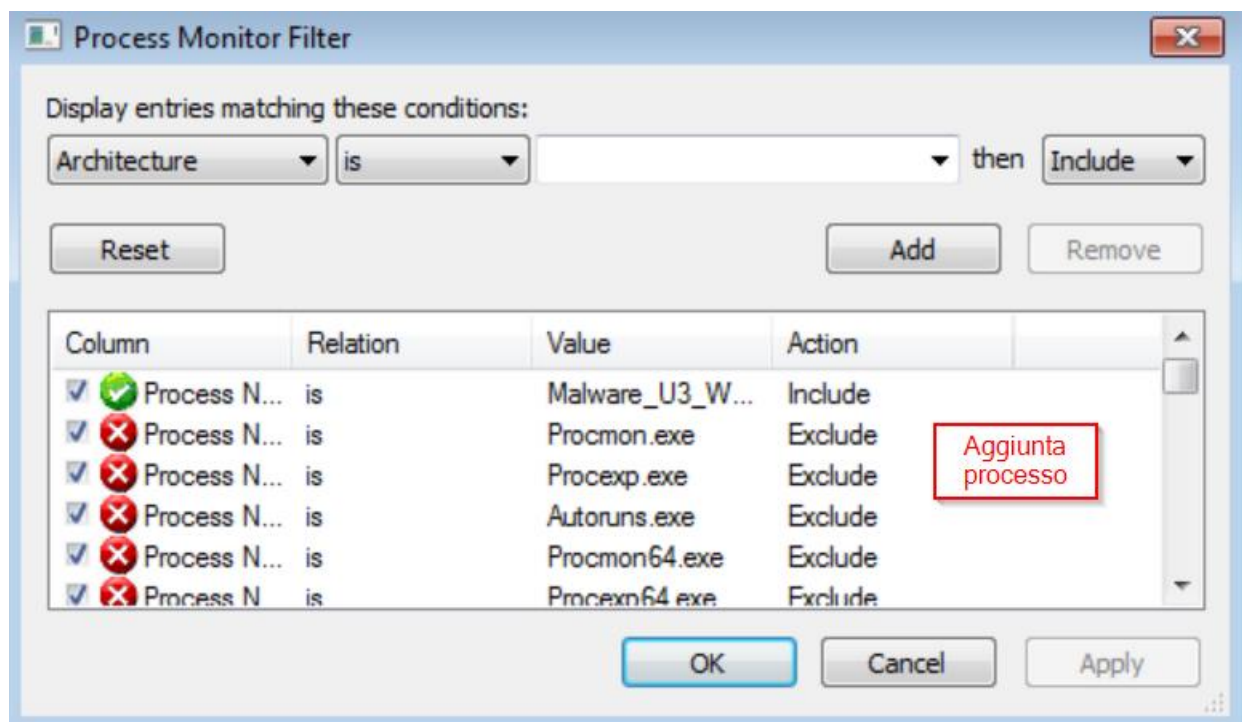 Process Monitor Filter
Display entries matching these conditions:
Architecture is then Include
Reset Add Remove
Column Relation Value Action
Process N... is Malware_U3_W... Include
Process N... is Procmon.exe Exclude
Process N... is Procexp.exe Exclude
Process N... is Autoruns.exe Exclude
Process N... is Procmon64.exe Exclude
Process N is Procexp64.exe Exclude
Aggiunta
processo
OK Cancel Apply